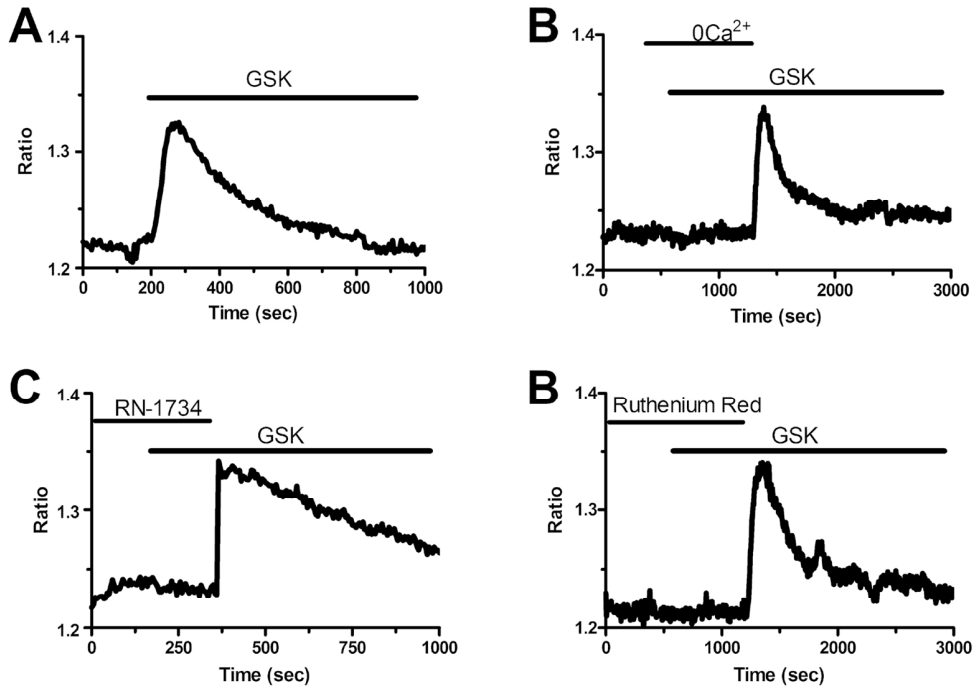 A
GSK
1.4
1.3
1.2
Ratio
0 200 400 600 800 1000
Time (sec)
B
0Ca²⁺
GSK
1.4
1.3
1.2
Ratio
0 1000 2000 3000
Time (sec)
C
RN-1734
GSK
1.4
1.3
1.2
Ratio
0 250 500 750 1000
Time (sec)
B
Ruthenium Red
GSK
1.4
1.3
1.2
Ratio
0 1000 2000 3000
Time (sec)